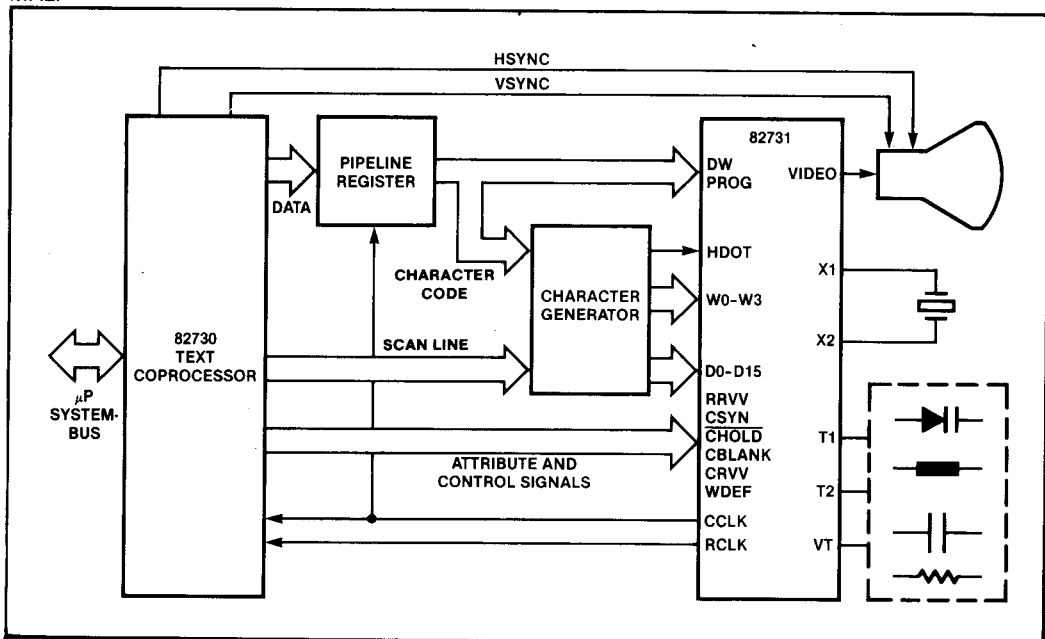 HSYNC
VSYNC
82730
TEXT
COPROCESSOR
µP
SYSTEM-
BUS
DATA
PIPELINE
REGISTER
CHARACTER
CODE
SCAN LINE
CHARACTER
GENERATOR
ATTRIBUTE AND
CONTROL SIGNALS
82731
DW
PROG
HDOT
W0-W3
D0-D15
RRVV
CSYN
CHOLD
CBLANK
CRVV
WDEF
CCLK
RCLK
VIDEO
X1
X2
T1
T2
VT